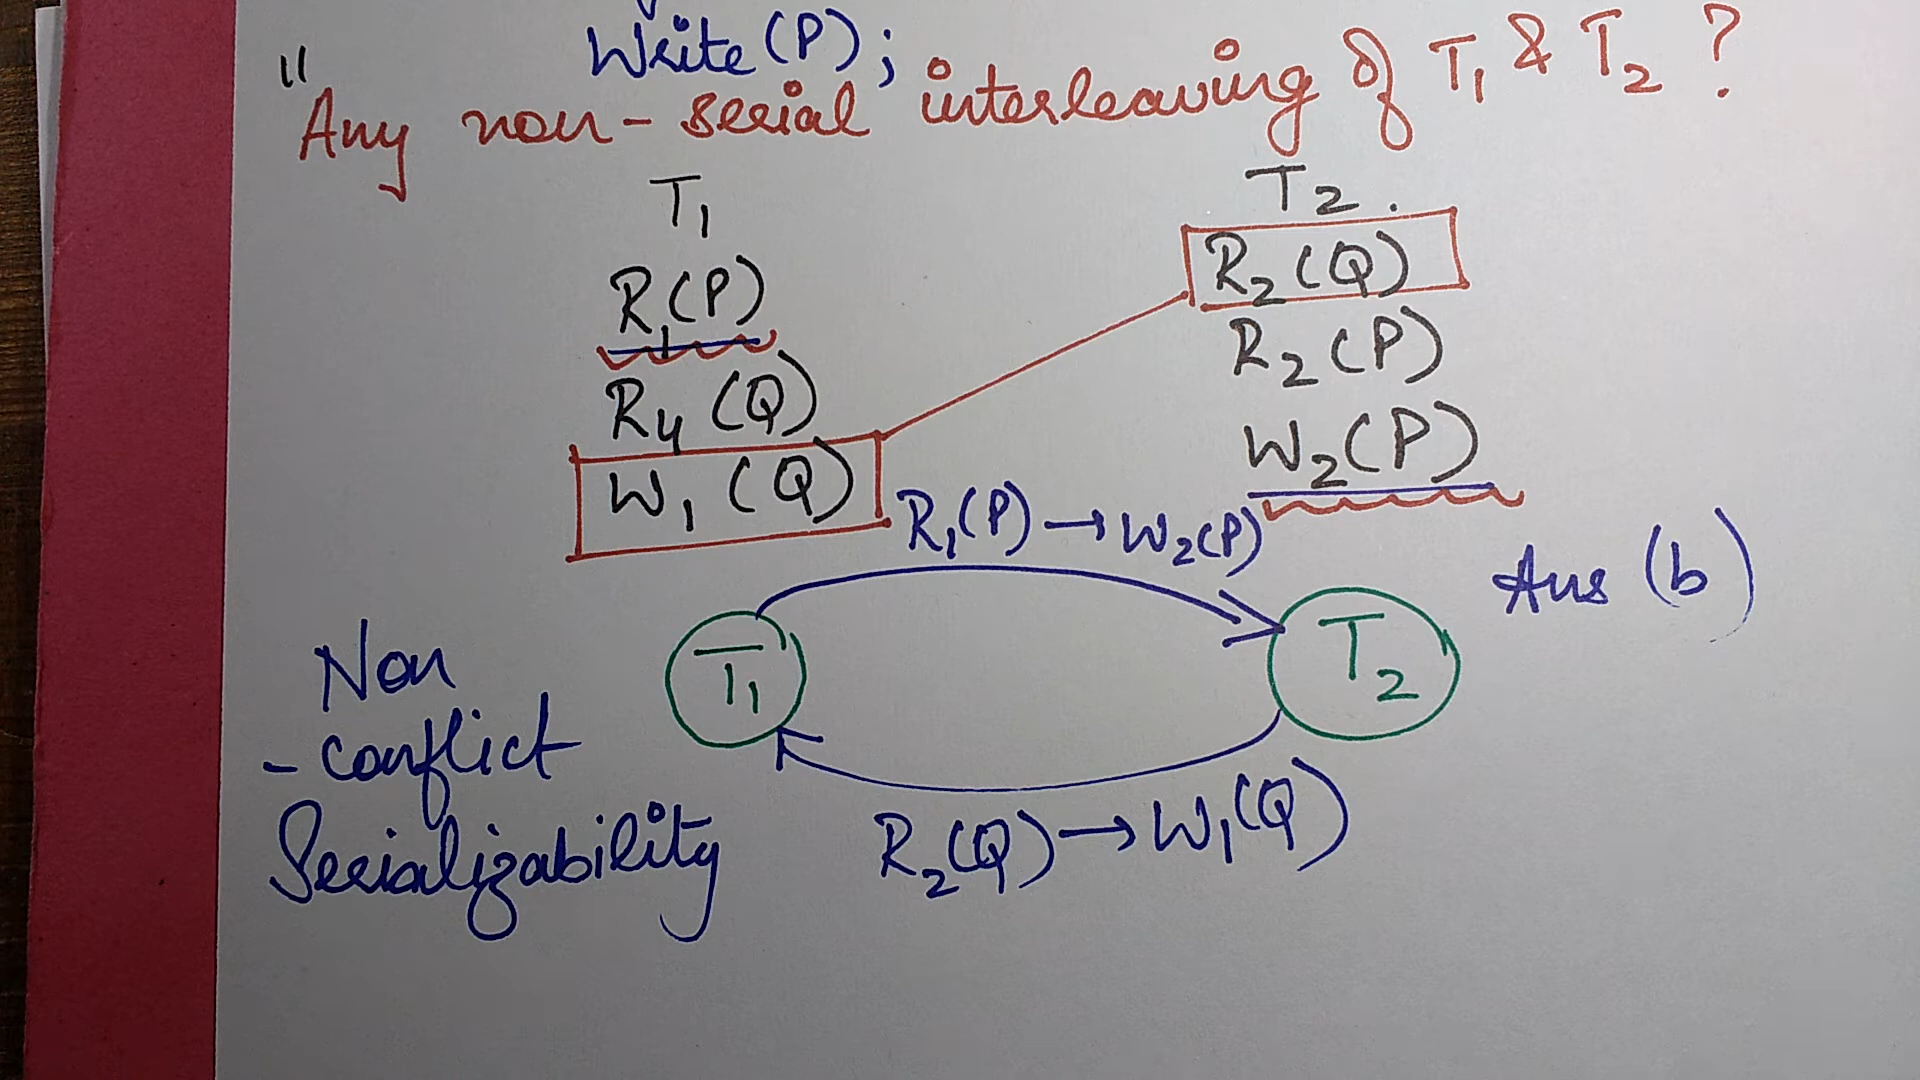 Write(P);
"Any non-serial interleaving of T1 & T2 ?
T1
T2.
R1(P)
R2(Q)
R2(P)
R4(Q)
W2(P)
W1(Q)
R1(P) → W2(P)
Ans (b)
T1
T2
Non
- conflict
Serializability
R2(Q) → W1(Q)